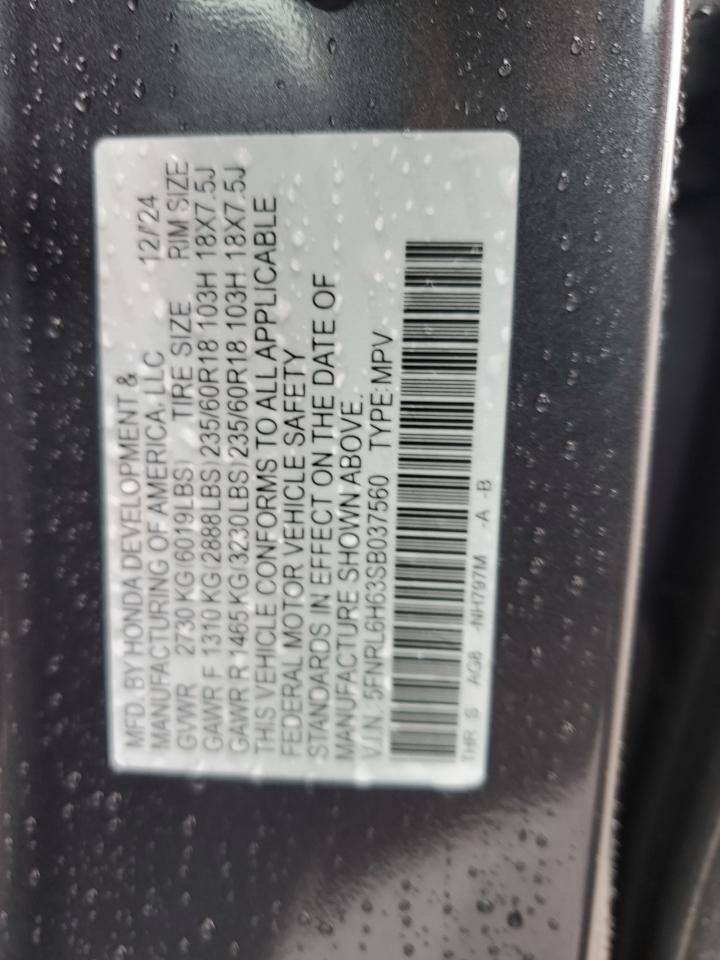 MFD. BY HONDA DEVELOPMENT &
MANUFACTURING OF AMERICA, LLC 12/'24
GVWR 2730 KG(6019LBS) TIRE SIZE RIM SIZE
GAWR F 1310 KG(2888LBS)235/60R18 103H 18X7.5J
GAWR R 1465 KG(3230LBS)235/60R18 103H 18X7.5J
THIS VEHICLE CONFORMS TO ALL APPLICABLE
FEDERAL MOTOR VEHICLE SAFETY
STANDARDS IN EFFECT ON THE DATE OF
MANUFACTURE SHOWN ABOVE.
V.I.N.:5FNRL6H63SB037560 TYPE:MPV
THR S AG8 -NH797M -A -B